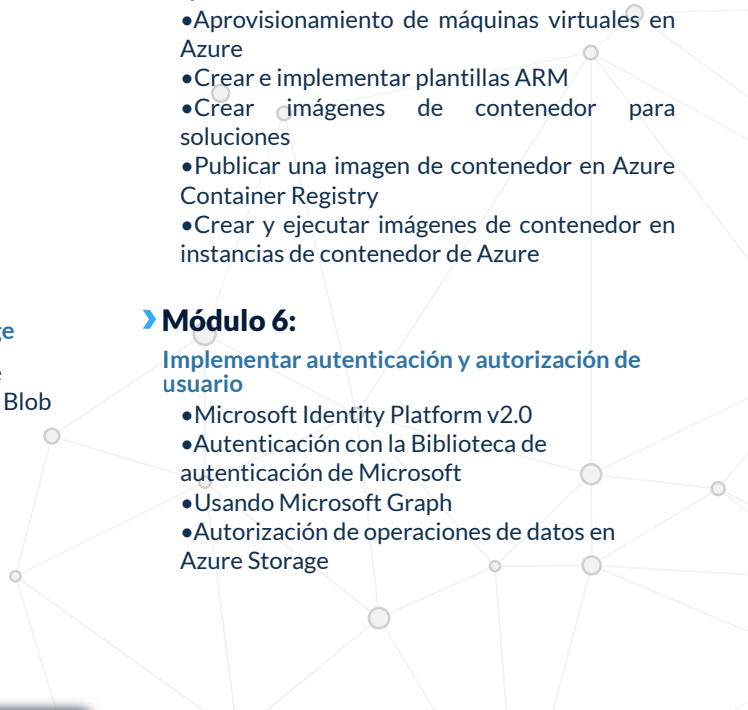 •Aprovisionamiento de máquinas virtuales en
Azure
•Crear e implementar plantillas ARM
•Crear imágenes de contenedor para
soluciones
•Publicar una imagen de contenedor en Azure
Container Registry
•Crear y ejecutar imágenes de contenedor en
instancias de contenedor de Azure
Blob
Módulo 6:
Implementar autenticación y autorización de
usuario
•Microsoft Identity Platform v2.0
•Autenticación con la Biblioteca de
autenticación de Microsoft
•Usando Microsoft Graph
•Autorización de operaciones de datos en
Azure Storage